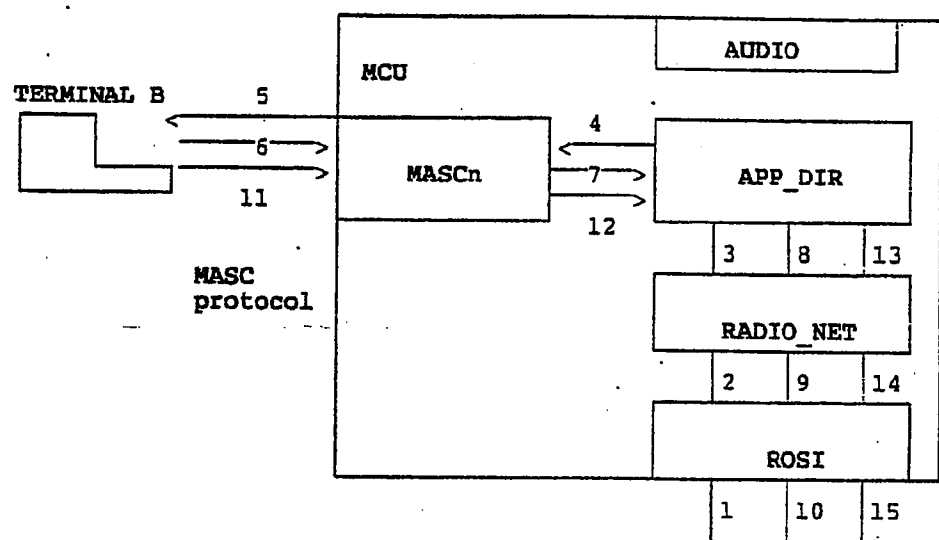 AUDIO
MCU
TERMINAL B
5
4
6
MASCn
7
APP_DIR
11
12
3
8
13
MASC
protocol
RADIO_NET
2
9
14
ROSI
1
10
15